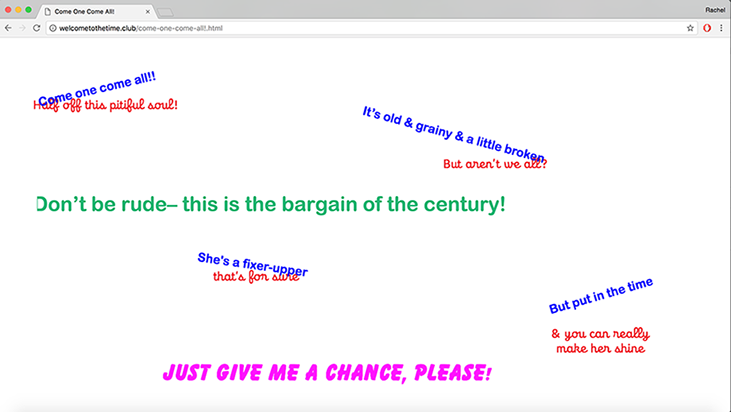 Come One Come All!
Rachel
welcometothetime.club/come-one-come-all!.html
Come one come all!!
Half off this pitiful soul!
It's old & grainy & a little broken
But aren't we all?
Don't be rude– this is the bargain of the century!
She's a fixer-upper
that's for sure
But put in the time
& you can really
make her shine
JUST GIVE ME A CHANCE, PLEASE!